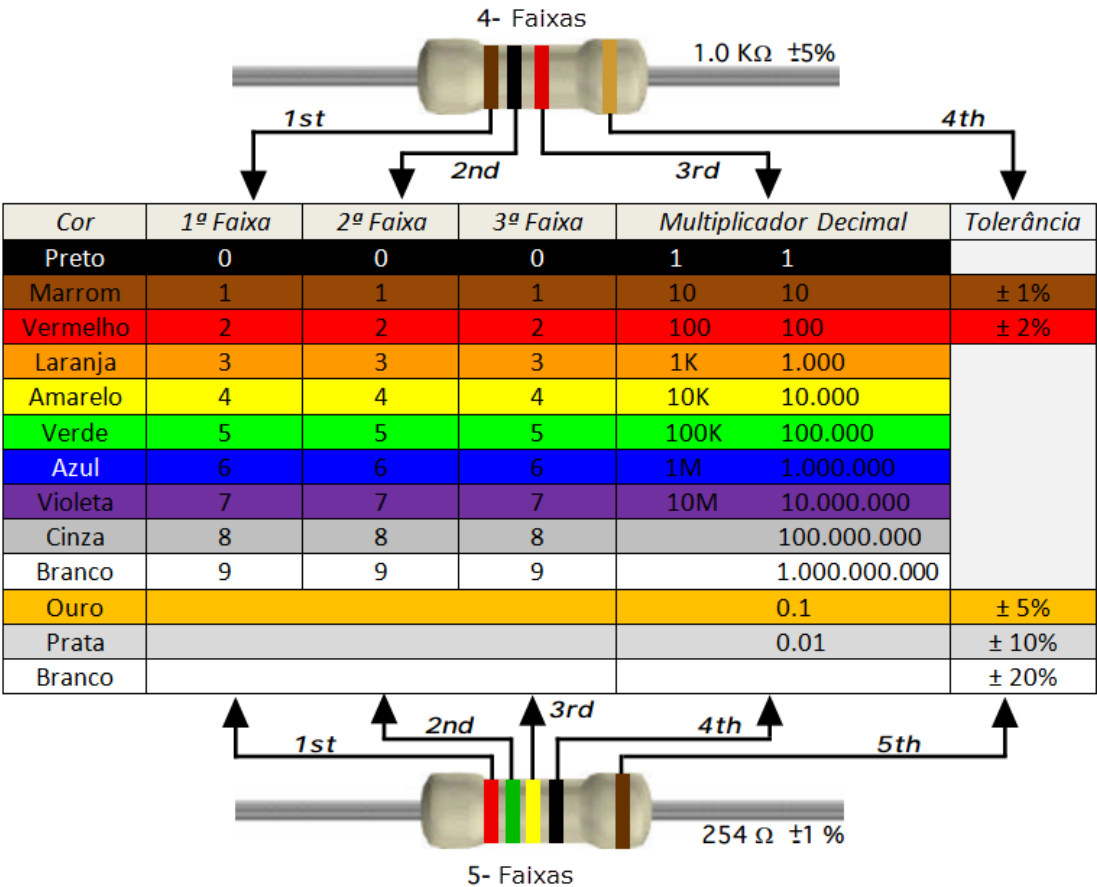 4- Faixas
1.0 KΩ ±5%
1st
4th
2nd
3rd
Cor 1ª Faixa 2ª Faixa 3ª Faixa Multiplicador Decimal Tolerância
Preto 0 0 0 1 1
Marrom 1 1 1 10 10 ± 1%
Vermelho 2 2 2 100 100 ± 2%
Laranja 3 3 3 1K 1.000
Amarelo 4 4 4 10K 10.000
Verde 5 5 5 100K 100.000
Azul 6 6 6 1M 1.000.000
Violeta 7 7 7 10M 10.000.000
Cinza 8 8 8 100.000.000
Branco 9 9 9 1.000.000.000
Ouro 0.1 ± 5%
Prata 0.01 ± 10%
Branco ± 20%
3rd
2nd
4th
1st
5th
254 Ω ±1 %
5- Faixas